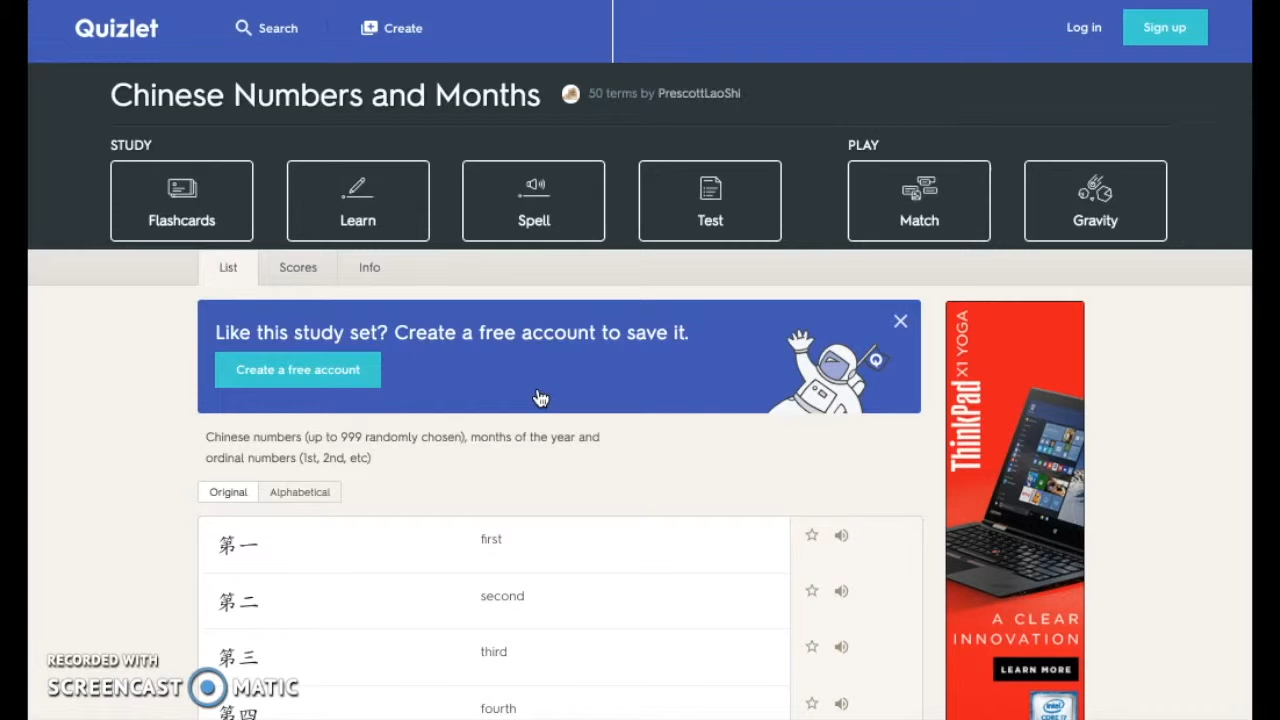 Quizlet
Search
Create
Log in
Sign up
Chinese Numbers and Months
50 terms by PrescottLaoShi
STUDY
PLAY
Flashcards
Learn
Spell
Test
Match
Gravity
List
Scores
Info
Like this study set? Create a free account to save it.
Create a free account
Q
Chinese numbers (up to 999 randomly chosen), months of the year and
ordinal numbers (1st, 2nd, etc)
Original
Alphabetical
第一
first
第二
second
第三
third
第四
fourth
ThinkPad X1 YOGA
A CLEAR
INNOVATION
LEARN MORE
intel
CORE i7
RECORDED WITH
SCREENCAST MATIC